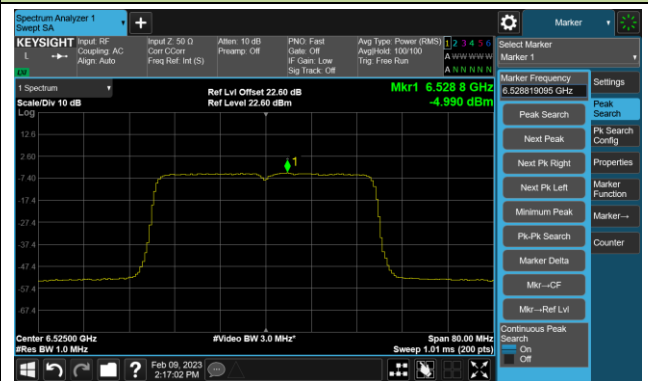 Spectrum Analyzer 1
Swept SA
+
Marker
KEYSIGHT
L
Input: RF
Coupling: AC
Align: Auto
Input Z: 50 Ω
Corr CCorr
Freq Ref: Int (S)
Atten: 10 dB
Preamp: Off
PNO: Fast
Gate: Off
IF Gain: Low
Sig Track: Off
Avg Type: Power (RMS)
Avg|Hold: 100/100
Trig: Free Run
1 2 3 4 5 6
A W W W W W
A N N N N N
Select Marker
Marker 1
1 Spectrum
Scale/Div 10 dB
Log
Ref Lvl Offset 22.60 dB
Ref Level 22.60 dBm
Mkr1 6.528 8 GHz
-4.990 dBm
12.6
2.60
-7.40
-17.4
-27.4
-37.4
-47.4
-57.4
-67.4
1
Center 6.52500 GHz
#Res BW 1.0 MHz
#Video BW 3.0 MHz*
Span 80.00 MHz
Sweep 1.01 ms (200 pts)
Marker Frequency
6.528819095 GHz
Peak Search
Next Peak
Next Pk Right
Next Pk Left
Minimum Peak
Pk-Pk Search
Marker Delta
Mkr→CF
Mkr→Ref Lvl
Continuous Peak
Search
On
Off
Settings
Peak
Search
Pk Search
Config
Properties
Marker
Function
Marker→
Counter
?
Feb 09, 2023
2:17:02 PM